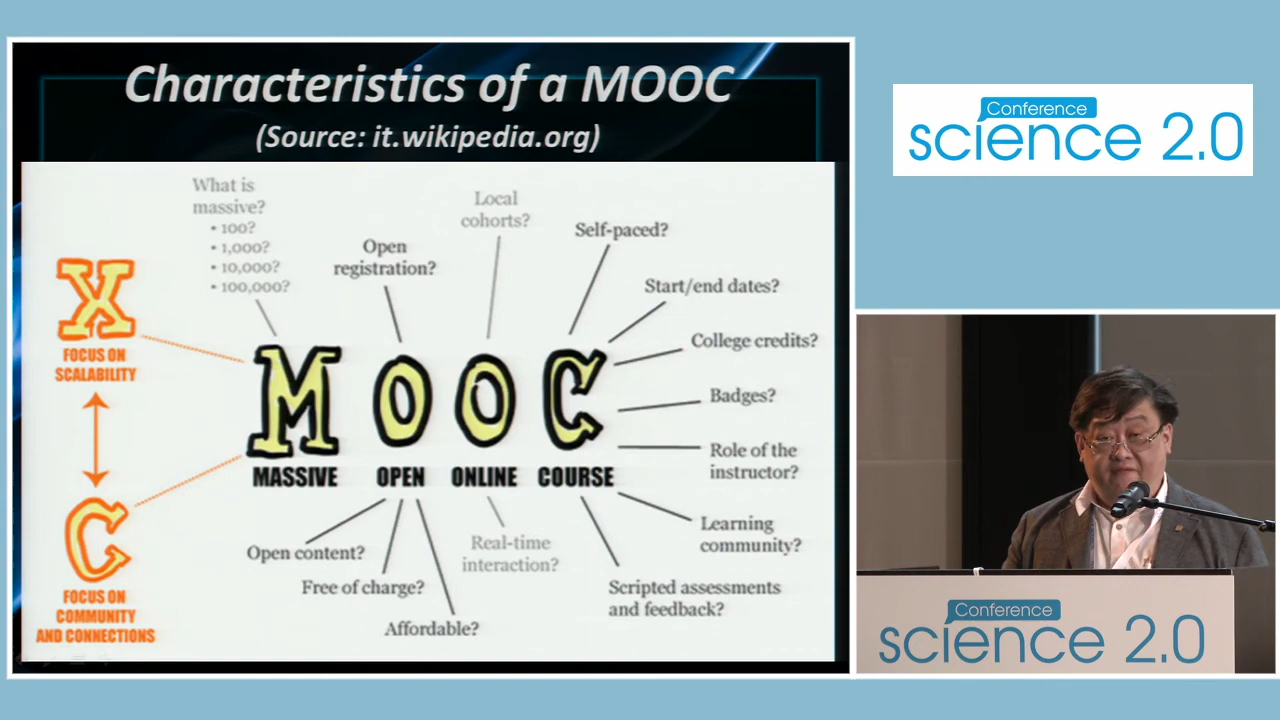 Characteristics of a MOOC
(Source: it.wikipedia.org)
What is
massive?
• 100?
• 1,000?
• 10,000?
• 100,000?
Open
registration?
Local
cohorts?
Self-paced?
Start/end dates?
College credits?
Badges?
Role of the
instructor?
Learning
community?
Scripted assessments
and feedback?
X
FOCUS ON
SCALABILITY
C
FOCUS ON
COMMUNITY
AND CONNECTIONS
MOOC
MASSIVE OPEN ONLINE COURSE
Open content?
Free of charge?
Affordable?
Real-time
interaction?
Conference
science 2.0
Conference
science 2.0